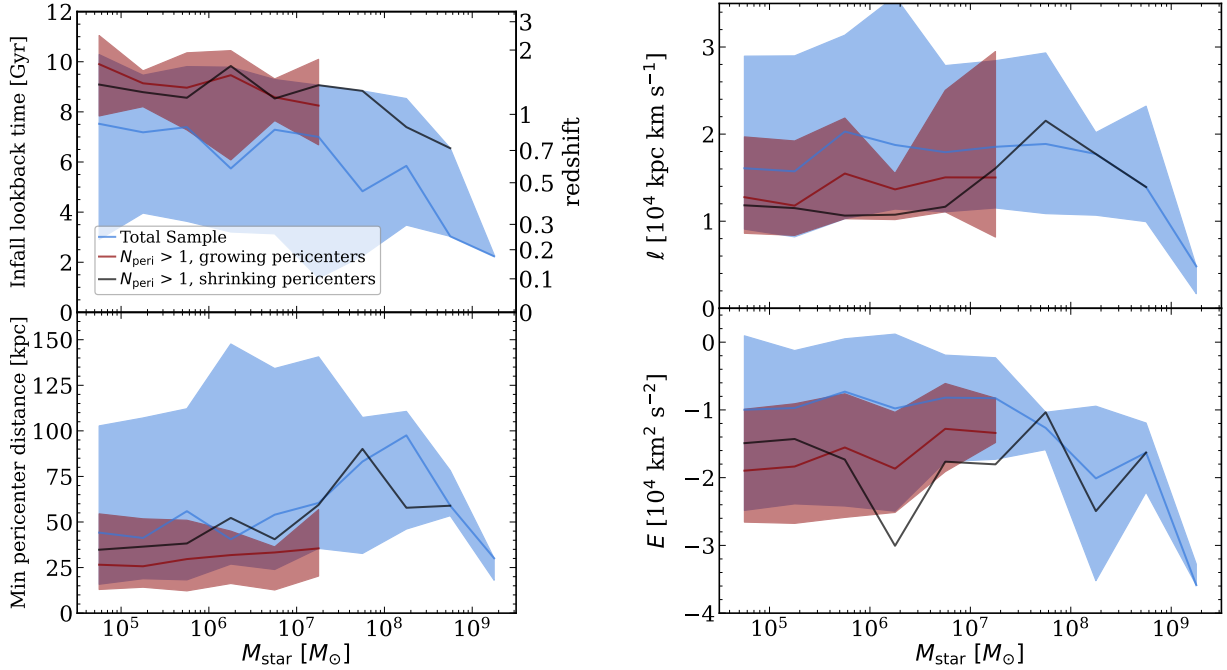 Infall lookback time [Gyr]
12
10
8
6
4
2
0
3
2
1
0.7
0.5
0.3
0.2
0.1
0
redshift
Total Sample
N_peri > 1, growing pericenters
N_peri > 1, shrinking pericenters
Min pericenter distance [kpc]
150
125
100
75
50
25
0
10^5 10^6 10^7 10^8 10^9
M_star [M_⊙]
ℓ [10^4 kpc km s^−1]
3
2
1
0
E [10^4 km^2 s^−2]
0
−1
−2
−3
−4
10^5 10^6 10^7 10^8 10^9
M_star [M_⊙]